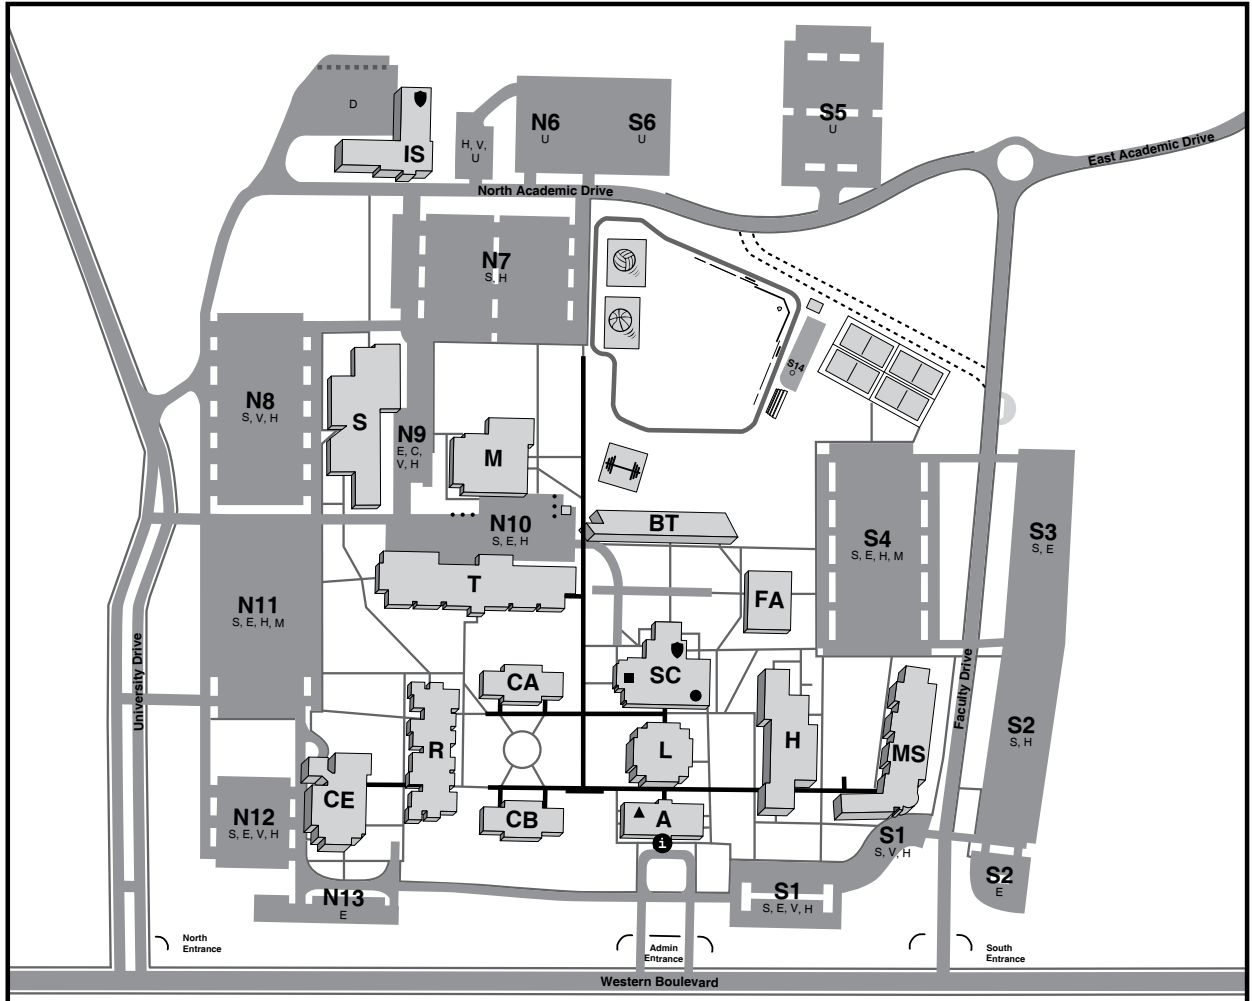 D
IS
H, V,
U
N6
U
S6
U
S5
U
East Academic Drive
North Academic Drive
N7
S, H
S14
O
N8
S, V, H
S
N9
E, C,
V, H
M
N10
S, E, H
BT
S4
S, E, H, M
S3
S, E
T
FA
N11
S, E, H, M
University Drive
CA
SC
Faculty Drive
R
L
H
MS
S2
S, H
CE
CB
A
i
N12
S, E, V, H
S1
S, V, H
S2
E
N13
E
S1
S, E, V, H
North
Entrance
Admin
Entrance
South
Entrance
Western Boulevard